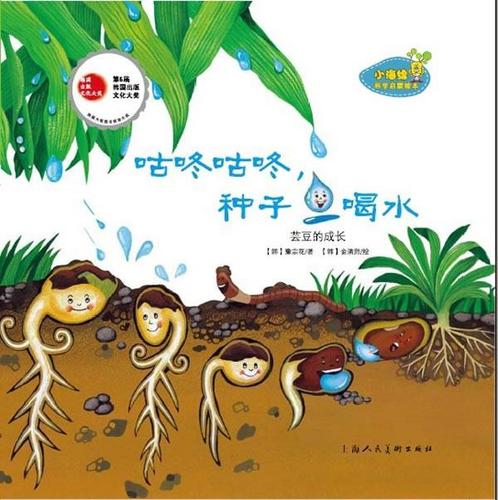 第6届
韩国出版
文化大奖
小海绵
科学启蒙绘本
咕咚咕咚，
种子喝水
芸豆的成长
上海人民美术出版社